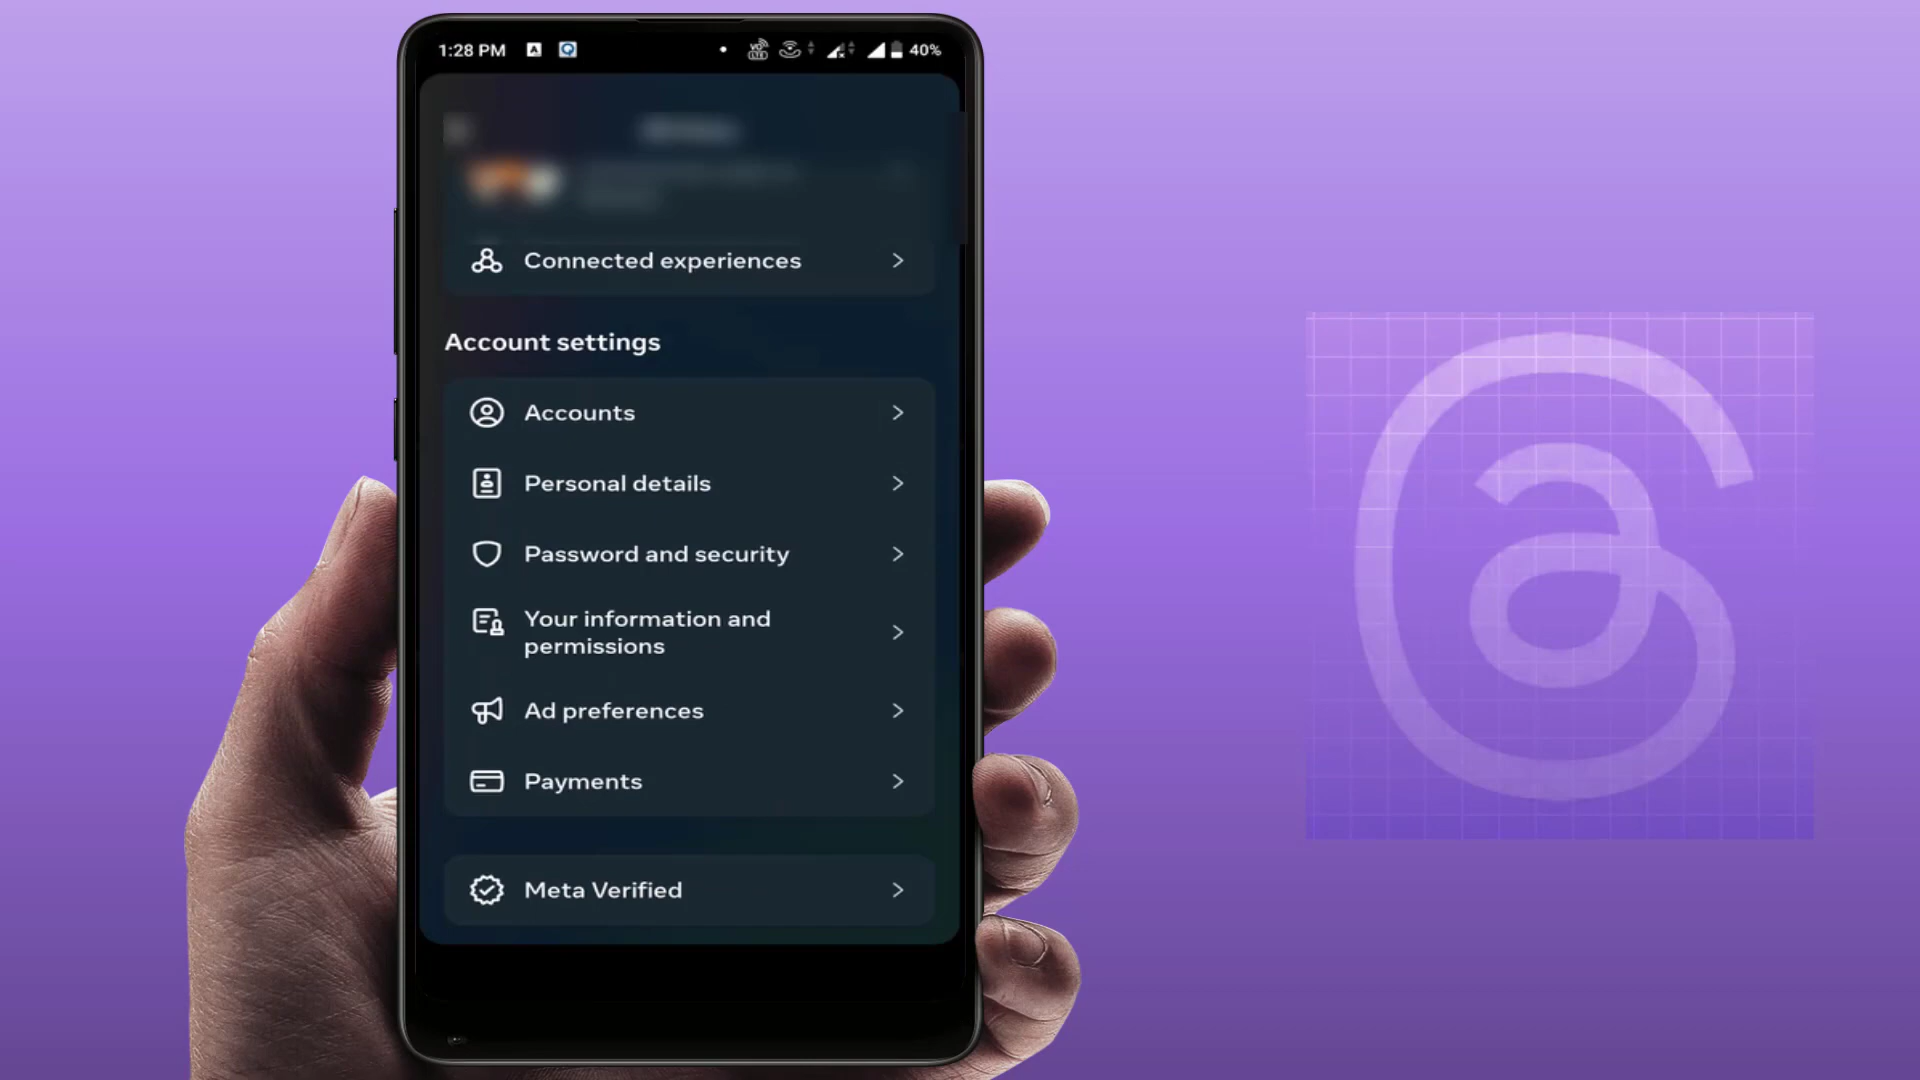 1:28 PM
40%
Connected experiences
Account settings
Accounts
Personal details
Password and security
Your information and
permissions
Ad preferences
Payments
Meta Verified